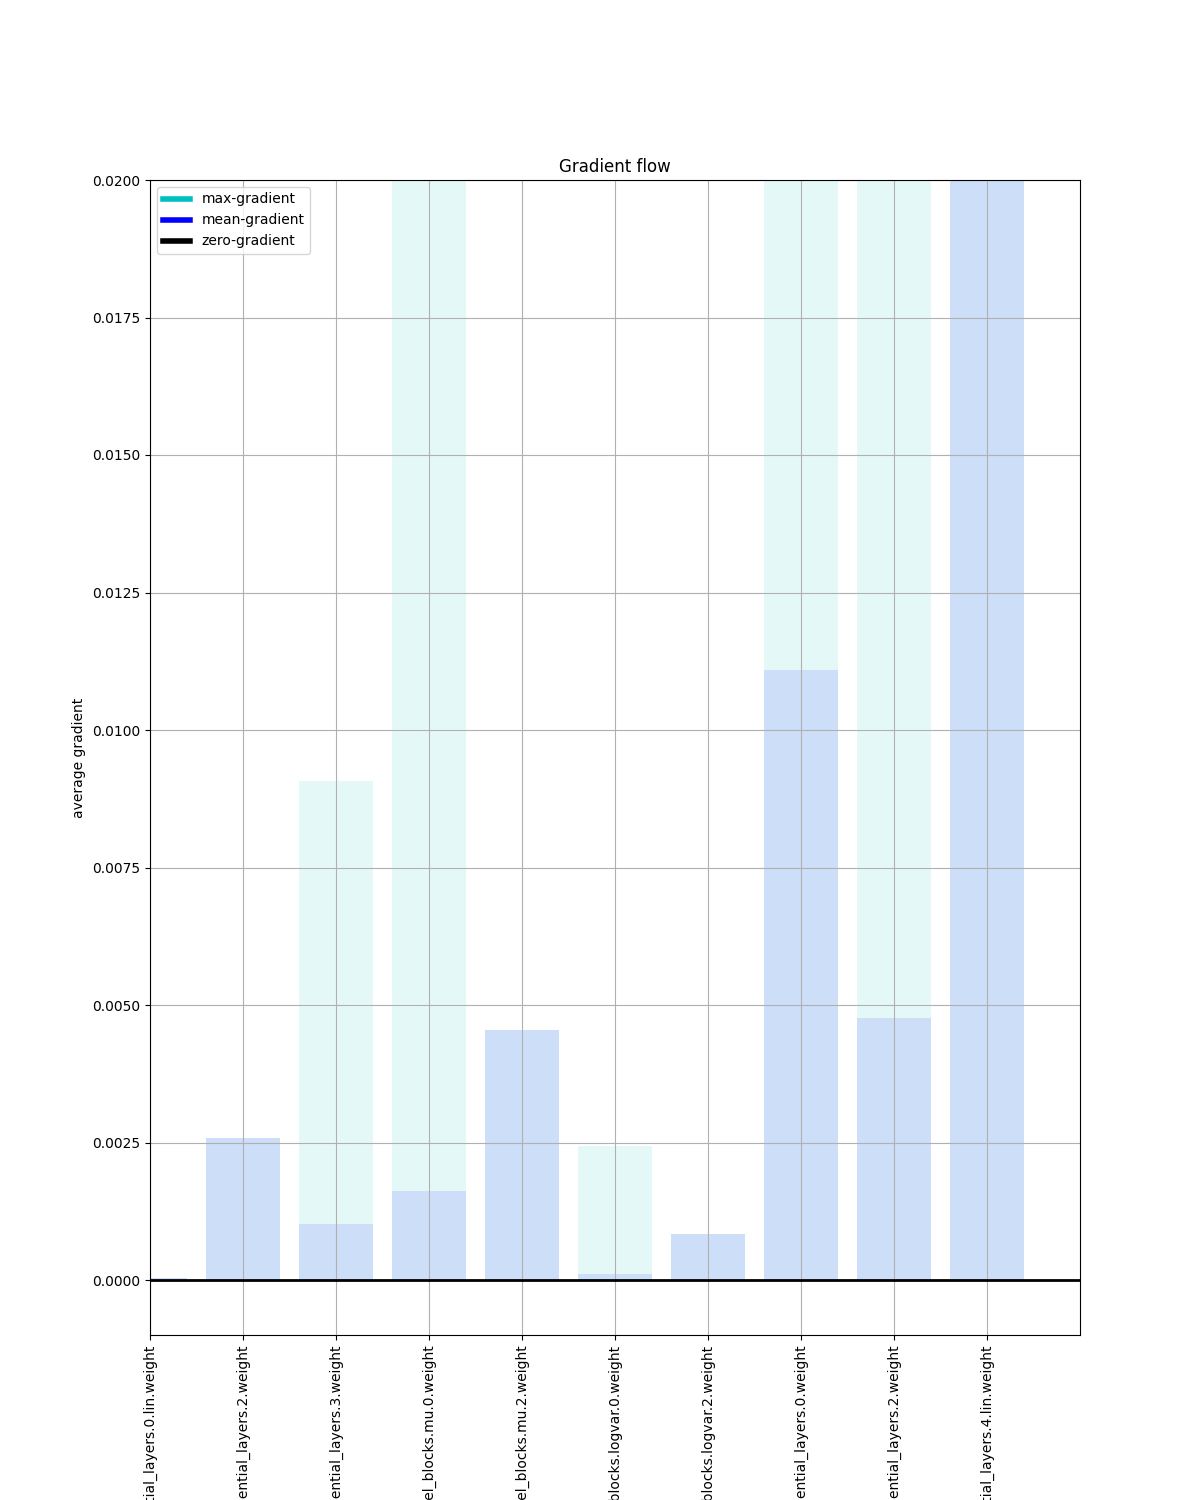 Gradient flow
max-gradient
mean-gradient
zero-gradient
0.0200
0.0175
0.0150
0.0125
0.0100
0.0075
0.0050
0.0025
0.0000
average gradient
tial_layers.0.lin.weight
ential_layers.2.weight
ential_layers.3.weight
el_blocks.mu.0.weight
el_blocks.mu.2.weight
blocks.logvar.0.weight
blocks.logvar.2.weight
ential_layers.0.weight
ential_layers.2.weight
tial_layers.4.lin.weight